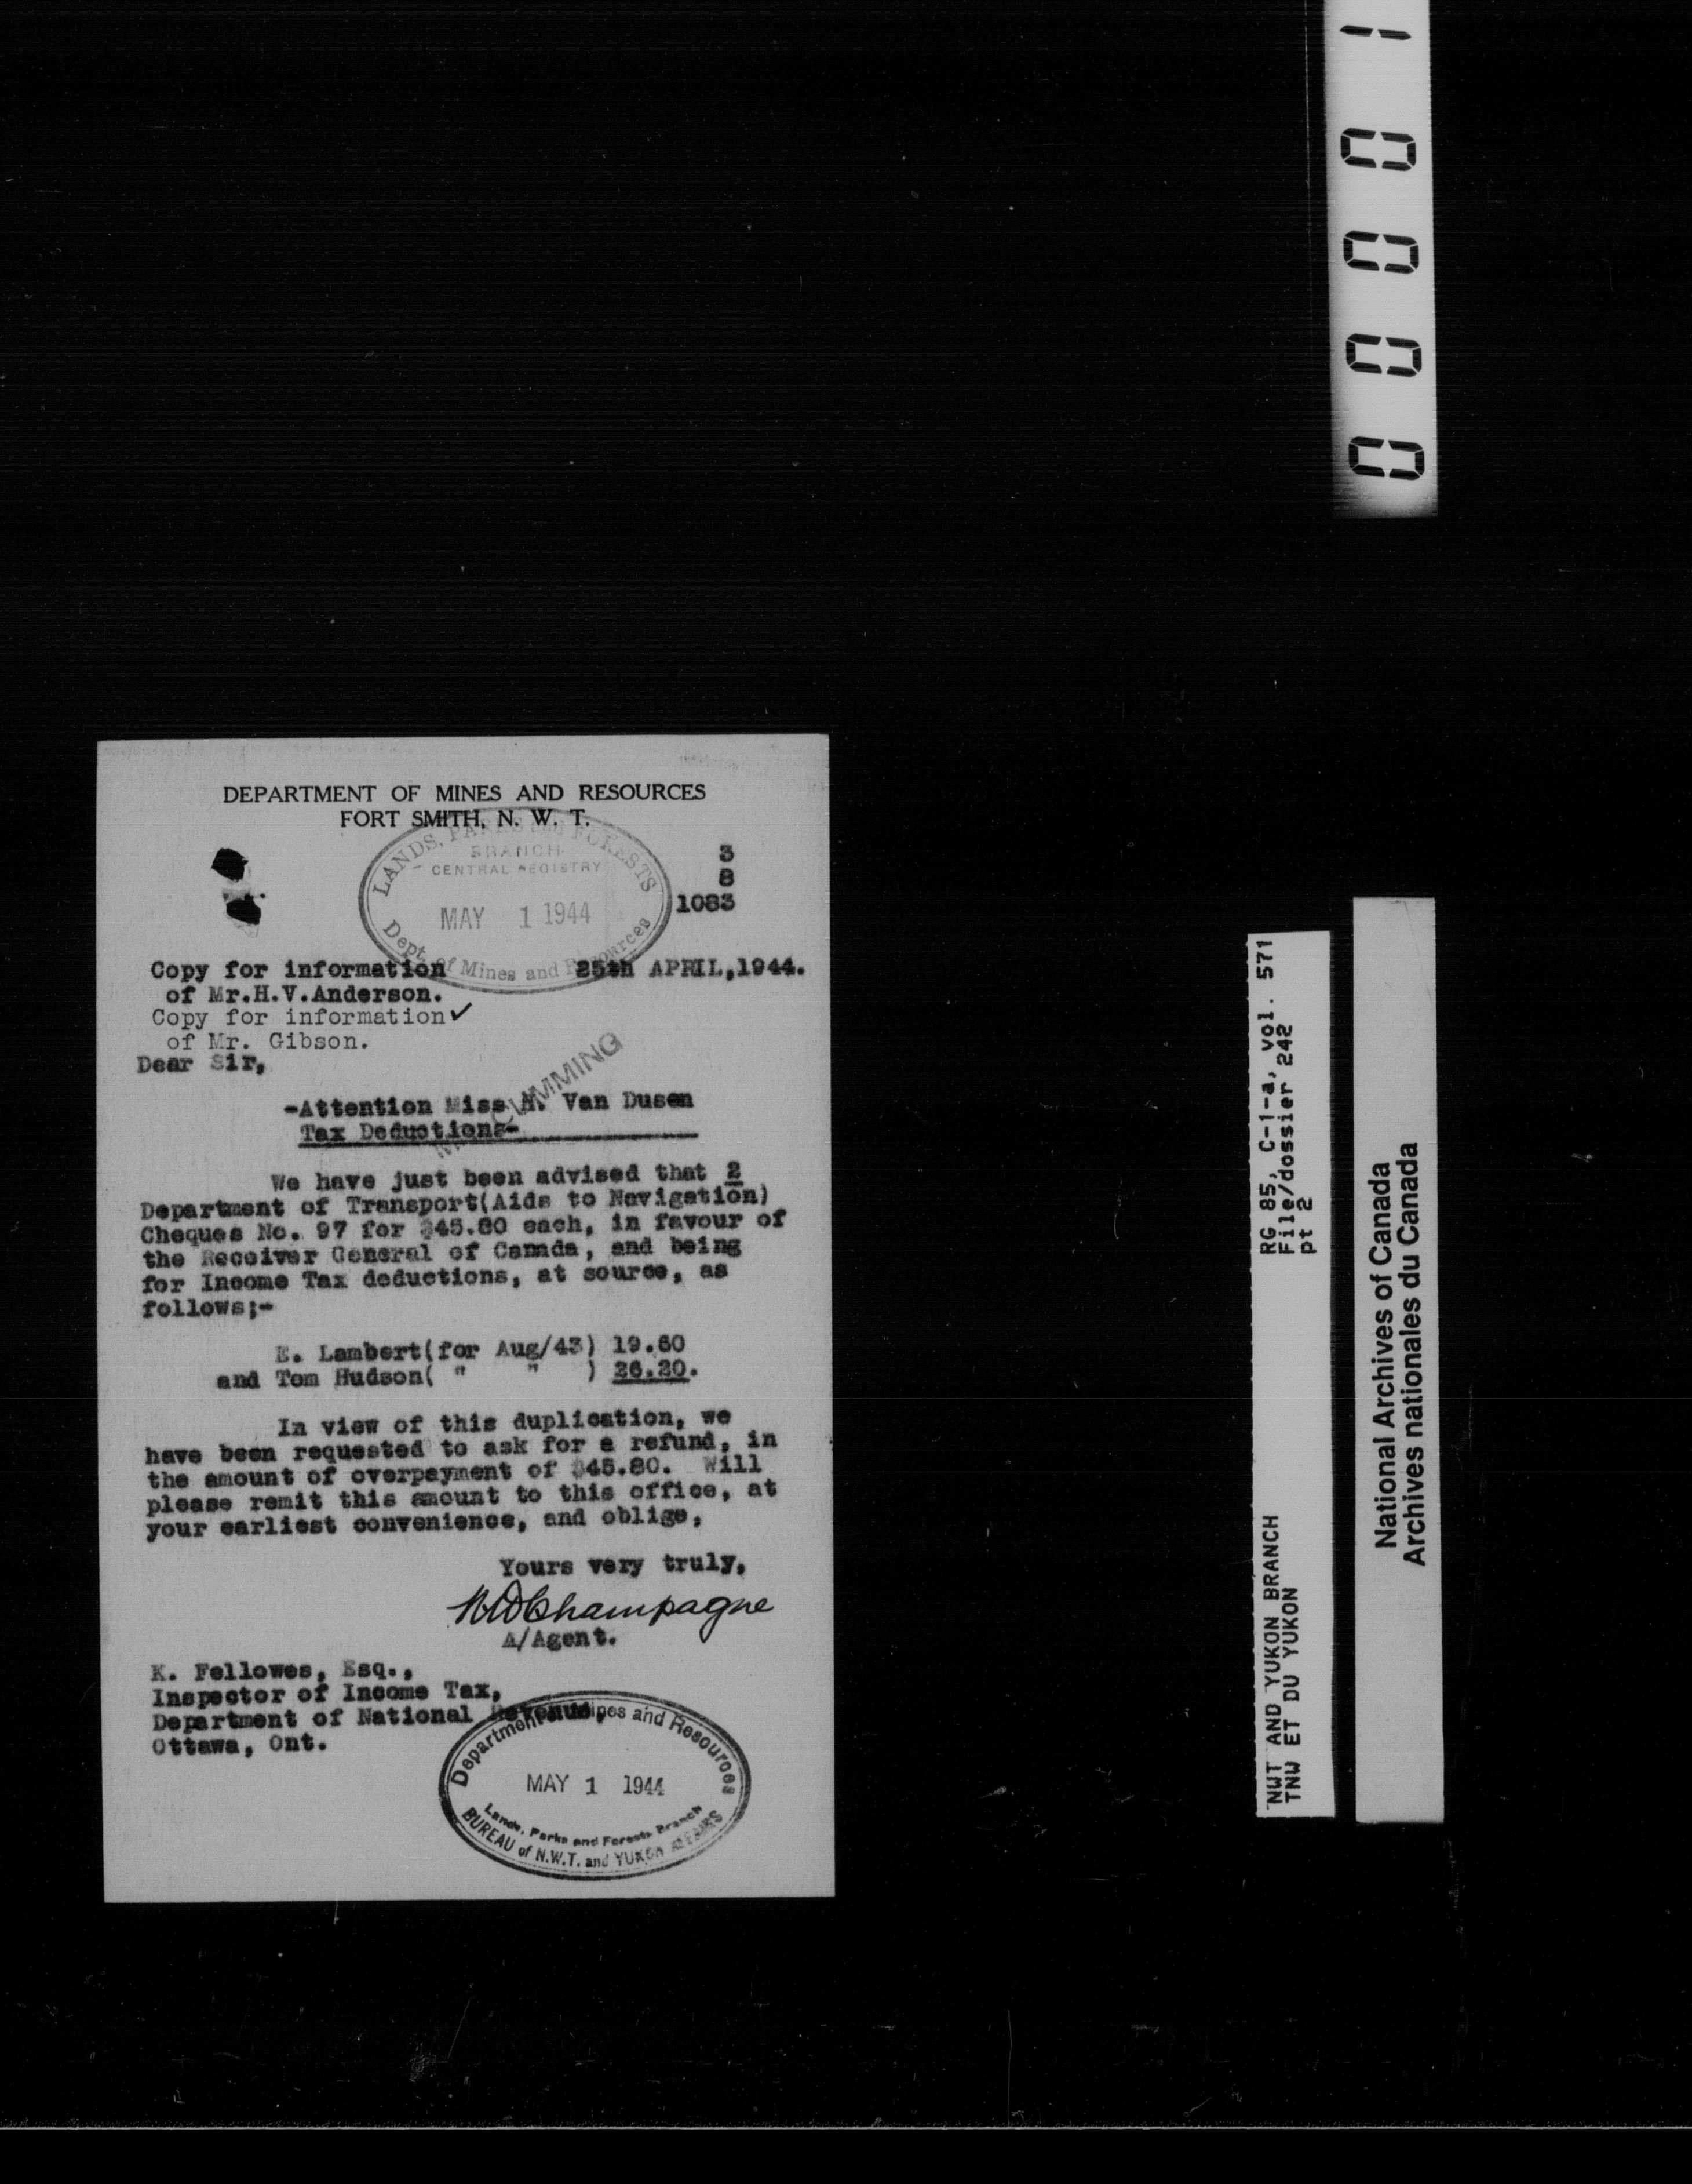 DEPARTMENT OF MINES AND RESOURCES
FORT SMITH, N. W. T.
LANDS, PARKS and FORESTS
BRANCH
CENTRAL REGISTRY
MAY 1 1944
Dept. of Mines and Resources
3
8
1083
25th APRIL,1944.
Copy for information
of Mr.H.V.Anderson.
Copy for information✓
of Mr. Gibson.
Dear Sir,
CUMMING
-Attention Miss H. Van Dusen
Tax Deductions-
We have just been advised that 2
Department of Transport(Aids to Navigation)
Cheques No. 97 for $45.80 each, in favour of
the Receiver General of Canada, and being
for Income Tax deductions, at source, as
follows;-
E. Lambert(for Aug/43) 19.60
and Tom Hudson( " " ) 26.20.
In view of this duplication, we
have been requested to ask for a refund, in
the amount of overpayment of $45.80. Will
please remit this amount to this office, at
your earliest convenience, and oblige,
Yours very truly,
Champagne
A/Agent.
K. Fellowes, Esq.,
Inspector of Income Tax,
Department of National Revenue,
Ottawa, Ont.
Department of Mines and Resources
MAY 1 1944
Lands, Parks and Forests Branch
BUREAU of N.W.T. and YUKON AFFAIRS
00001
RG 85, C-1-a, vol. 571
File/dossier 242
pt 2
NWT AND YUKON BRANCH
TNW ET DU YUKON
National Archives of Canada
Archives nationales du Canada